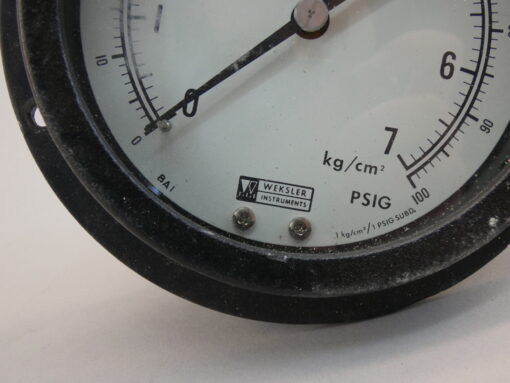 1
10
0
0
6
90
7
100
kg/cm²
PSIG
BAI
WEKSLER
INSTRUMENTS
1 kg/cm²/1 PSIG SUBD.